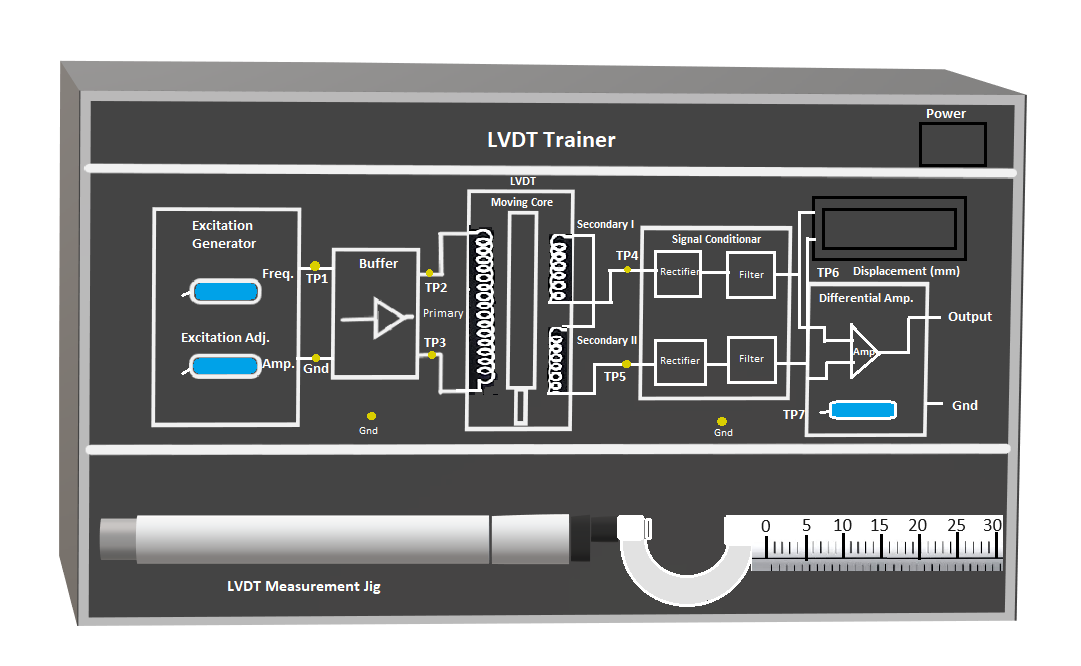 Power
LVDT Trainer
LVDT
Moving Core
Excitation
Generator
Freq.
TP1
Excitation Adj.
Amp.
Gnd
Buffer
TP2
Primary
TP3
Gnd
Secondary I
TP4
Secondary II
TP5
Signal Conditionar
Rectifier
Filter
Rectifier
Filter
Gnd
TP6
Displacement (mm)
Differential Amp.
Amp
Output
TP7
Gnd
0 5 10 15 20 25 30
LVDT Measurement Jig